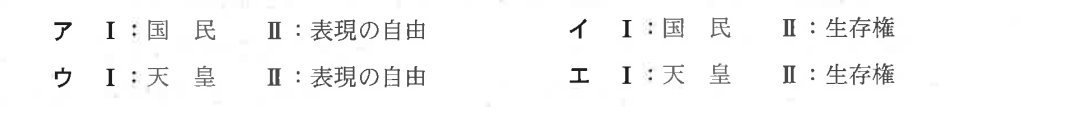 ア Ⅰ：国 民 Ⅱ：表現の自由 イ Ⅰ：国 民 Ⅱ：生存権
ウ Ⅰ：天 皇 Ⅱ：表現の自由 エ Ⅰ：天 皇 Ⅱ：生存権